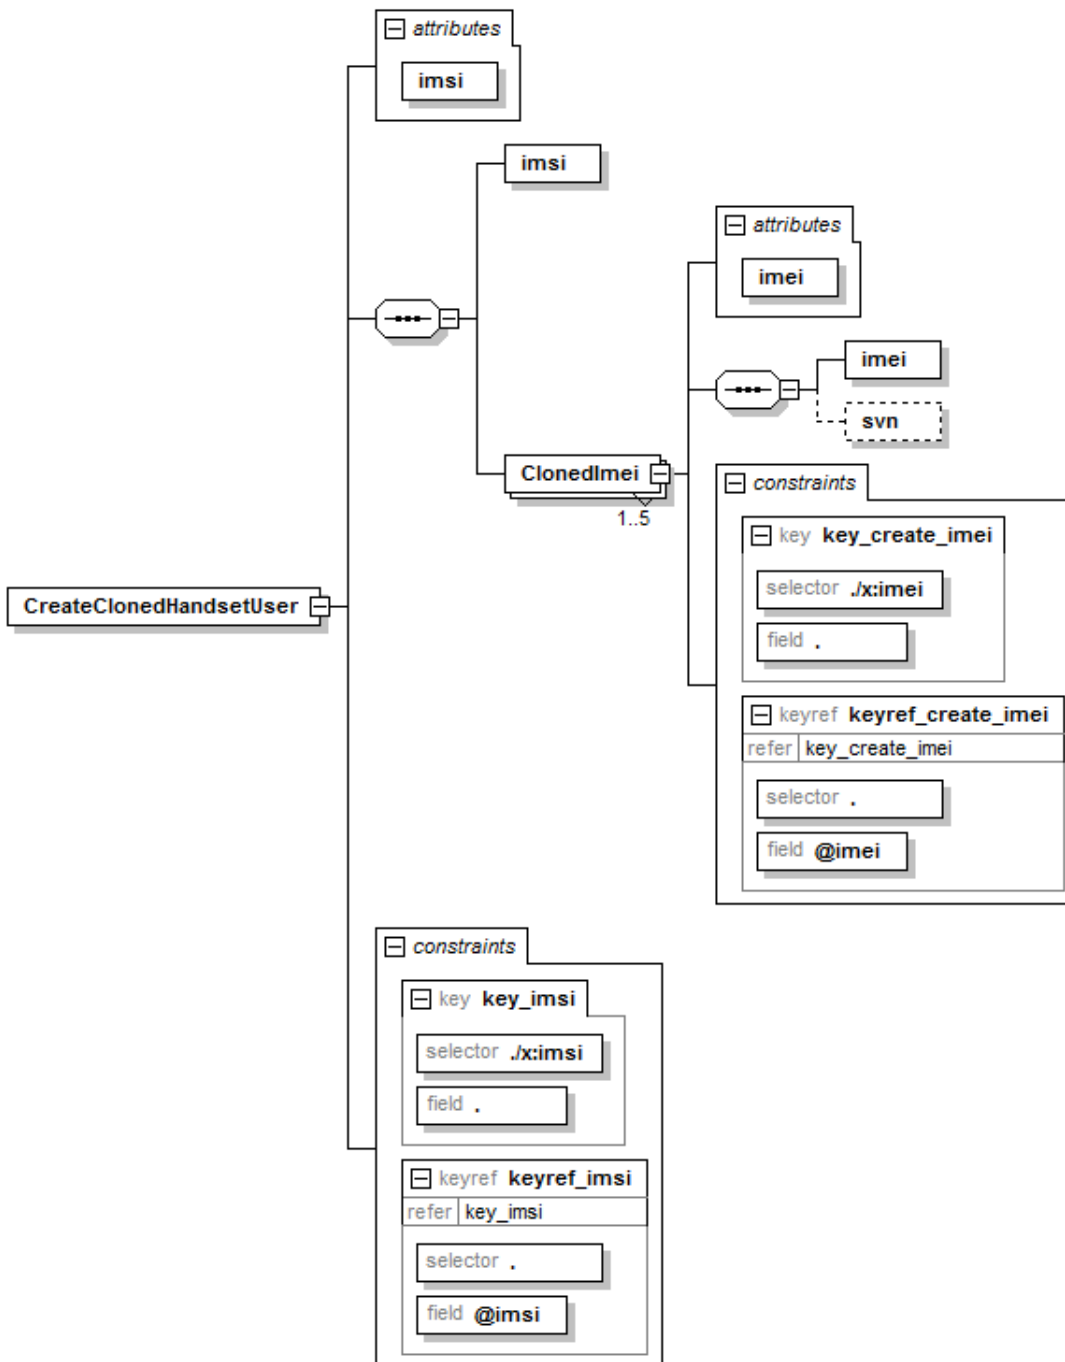 attributes
imsi
imsi
attributes
imei
imei
svn
ClonedImei
1..5
constraints
key key_create_imei
selector ./x:imei
field .
keyref keyref_create_imei
refer key_create_imei
selector .
field @imei
CreateClonedHandsetUser
constraints
key key_imsi
selector ./x:imsi
field .
keyref keyref_imsi
refer key_imsi
selector .
field @imsi